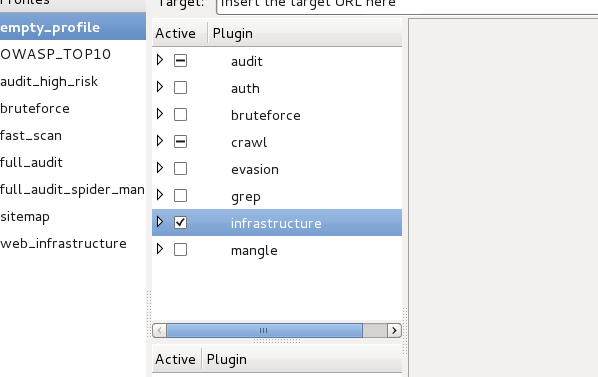 Profiles
Target: Insert the target URL here
empty_profile
OWASP_TOP10
audit_high_risk
bruteforce
fast_scan
full_audit
full_audit_spider_man
sitemap
web_infrastructure
Active Plugin
audit
auth
bruteforce
crawl
evasion
grep
infrastructure
mangle
Active Plugin